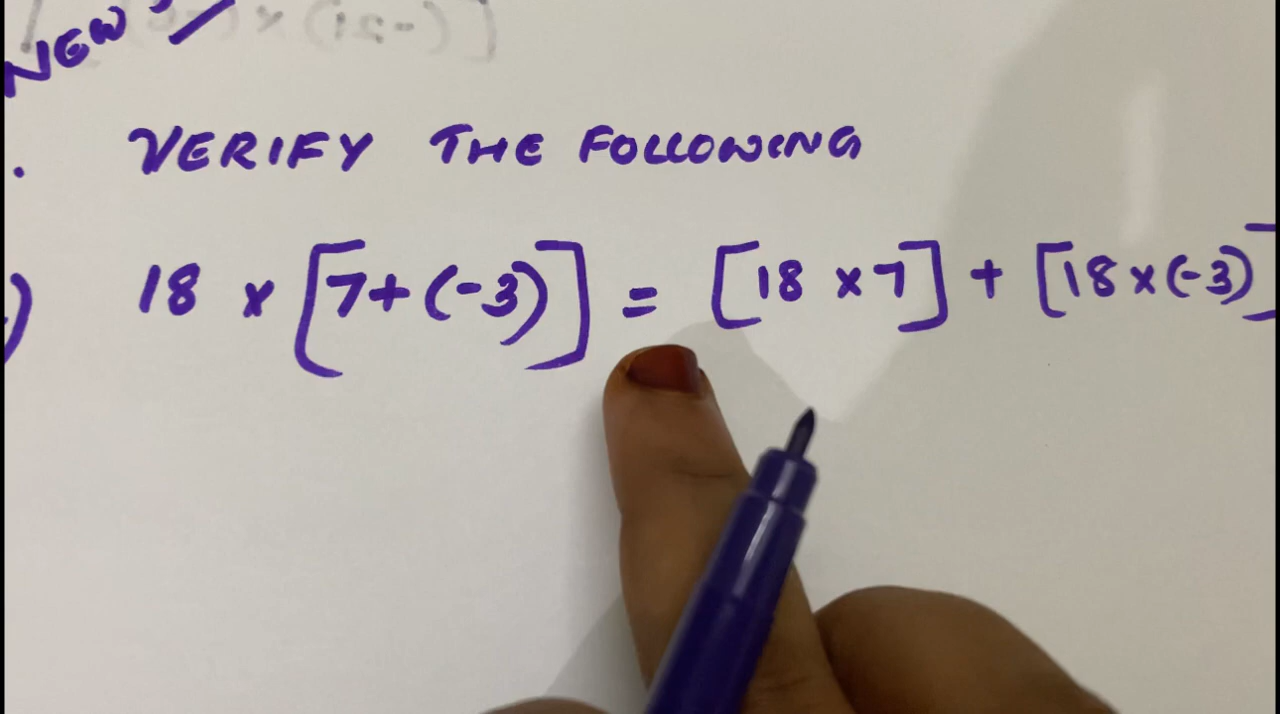 NEW
. VERIFY THE FOLLOWING
) 18 × [7+(-3)] = [18 × 7] + [18×(-3)]